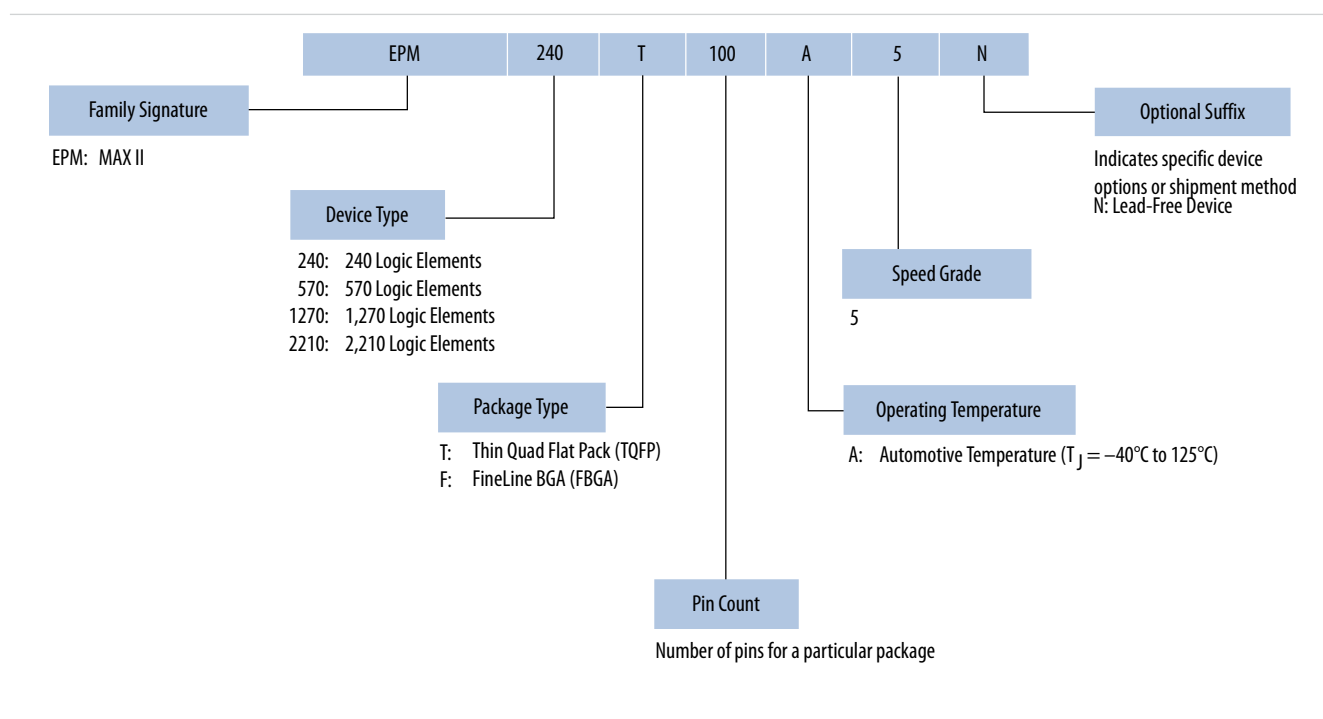 EPM 240 T 100 A 5 N
Family Signature
EPM: MAX II
Optional Suffix
Indicates specific device
options or shipment method
N: Lead-Free Device
Device Type
240: 240 Logic Elements
570: 570 Logic Elements
1270: 1,270 Logic Elements
2210: 2,210 Logic Elements
Speed Grade
5
Package Type
T: Thin Quad Flat Pack (TQFP)
F: FineLine BGA (FBGA)
Operating Temperature
A: Automotive Temperature (T J = –40°C to 125°C)
Pin Count
Number of pins for a particular package